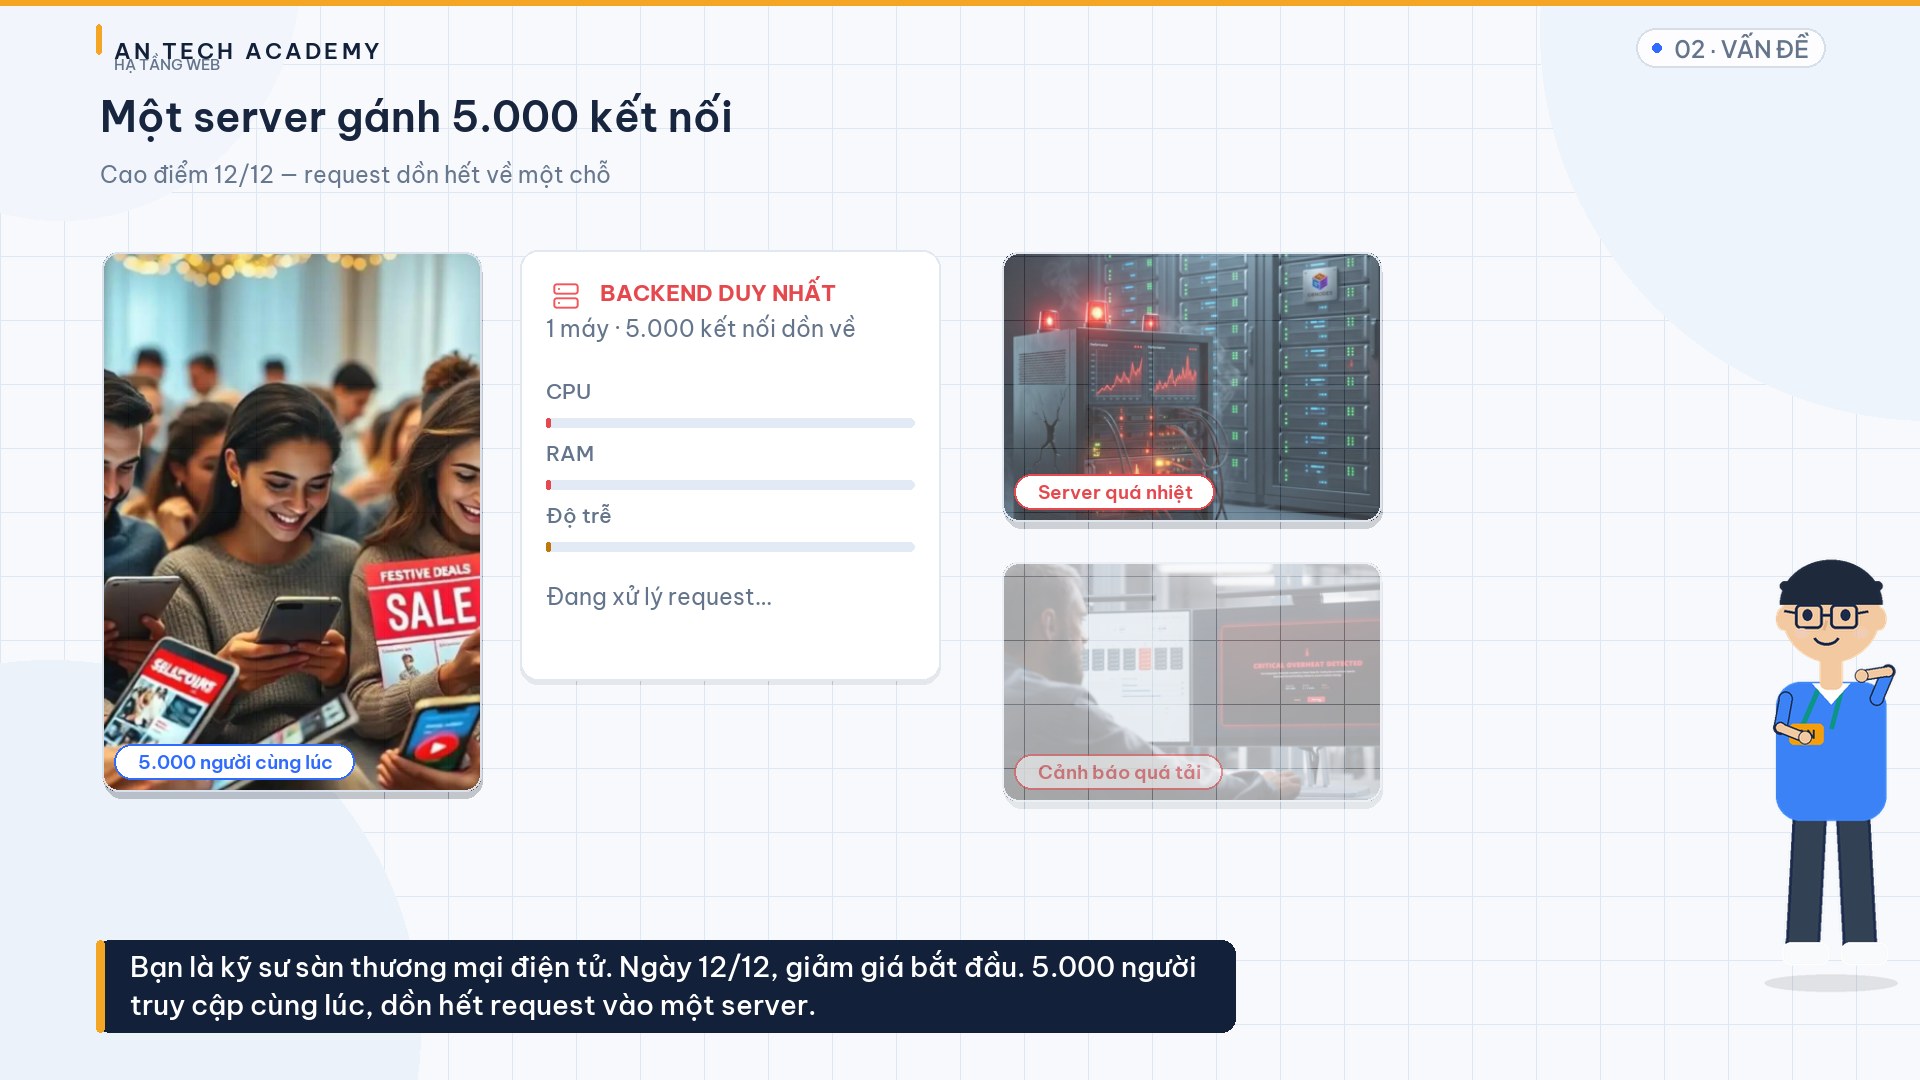 AN TECH ACADEMY
HẠ TẦNG WEB
02 · VẤN ĐỀ
Một server gánh 5.000 kết nối
Cao điểm 12/12 — request dồn hết về một chỗ
FESTIVE DEALS
SALE
5.000 người cùng lúc
BACKEND DUY NHẤT
1 máy · 5.000 kết nối dồn về
CPU
RAM
Độ trễ
Đang xử lý request...
Server quá nhiệt
CRITICAL OVERHEAT DETECTED
Cảnh báo quá tải
Bạn là kỹ sư sàn thương mại điện tử. Ngày 12/12, giảm giá bắt đầu. 5.000 người
truy cập cùng lúc, dồn hết request vào một server.